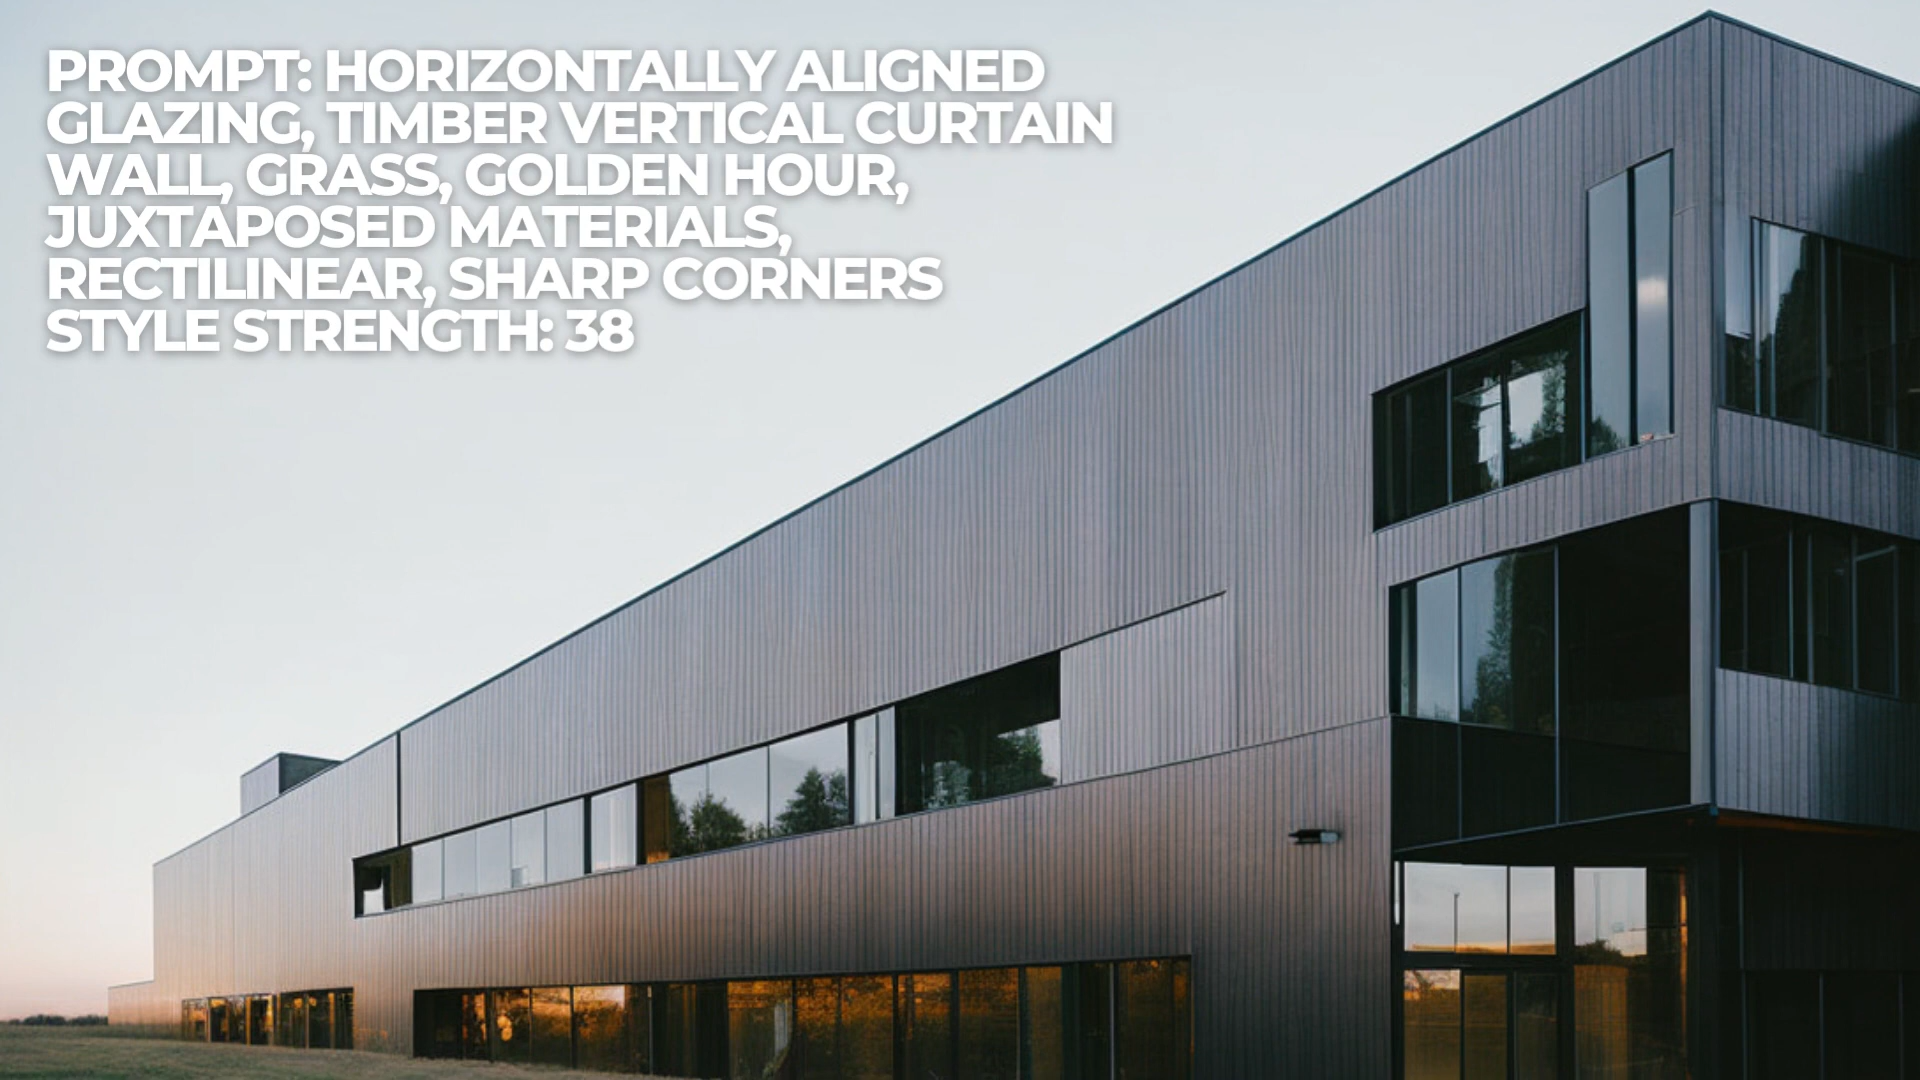 PROMPT: HORIZONTALLY ALIGNED
GLAZING, TIMBER VERTICAL CURTAIN
WALL, GRASS, GOLDEN HOUR,
JUXTAPOSED MATERIALS,
RECTILINEAR, SHARP CORNERS
STYLE STRENGTH: 38